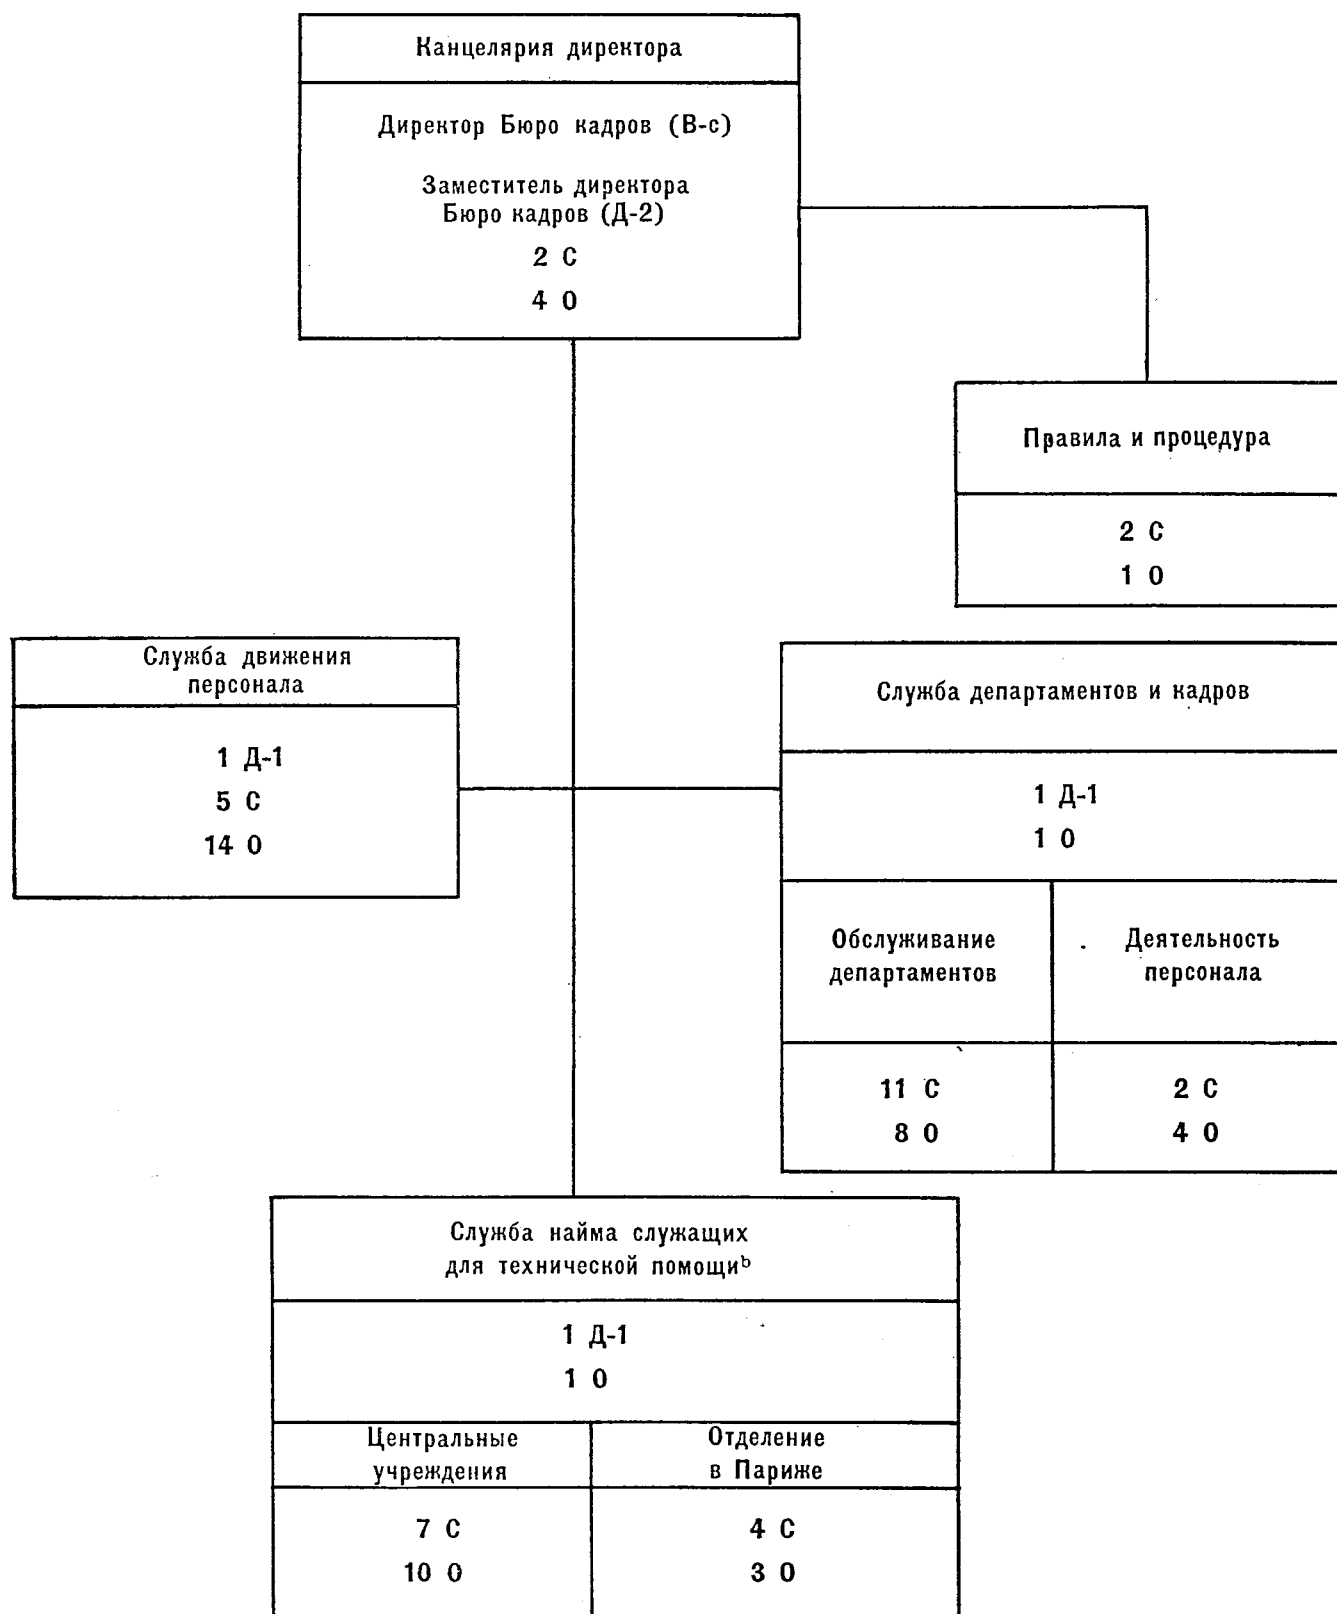 Канцелярия директора
Директор Бюро кадров (В-с)
Заместитель директора
Бюро кадров (Д-2)
2 С
4 О
Правила и процедура
2 С
1 О
Служба движения
персонала
1 Д-1
5 С
14 О
Служба департаментов и кадров
1 Д-1
1 О
Обслуживание
департаментов
11 С
8 О
Деятельность
персонала
2 С
4 О
Служба найма служащих
для технической помощиᵇ
1 Д-1
1 О
Центральные
учреждения
7 С
10 О
Отделение
в Париже
4 С
3 О